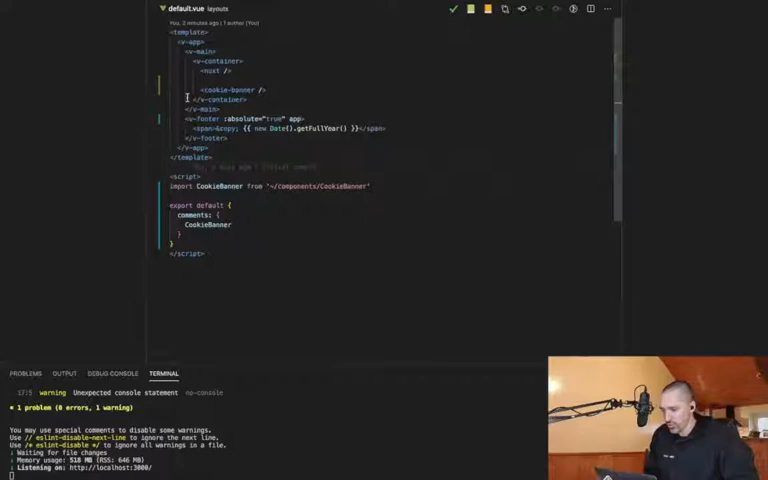 default.vue layouts
You, 2 minutes ago | 1 author (You)
<template>
<v-app>
<v-main>
<v-container>
<nuxt />
<cookie-banner />
</v-container>
</v-main>
<v-footer :absolute="true" app>
<span>&copy; {{ new Date().getFullYear() }}</span>
</v-footer>
</v-app>
</template>
<script>
import CookieBanner from '~/components/CookieBanner'
export default {
comments: {
CookieBanner
}
}
</script>
PROBLEMS OUTPUT DEBUG CONSOLE TERMINAL
17:5 warning Unexpected console statement no-console
1 problem (0 errors, 1 warning)
You may use special comments to disable some warnings.
Use // eslint-disable-next-line to ignore the next line.
Use /* eslint-disable */ to ignore all warnings in a file.
Waiting for file changes
Memory usage: 518 MB (RSS: 646 MB)
Listening on: http://localhost:3000/